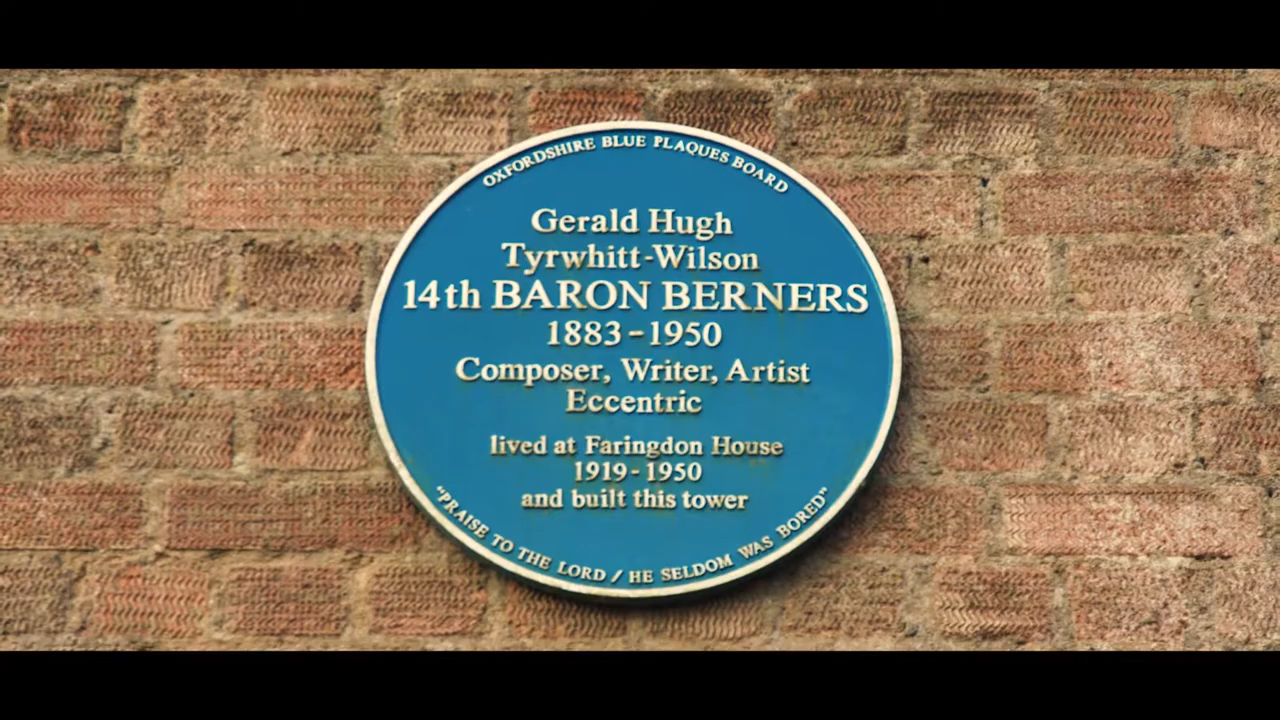 OXFORDSHIRE BLUE PLAQUES BOARD
Gerald Hugh
Tyrwhitt-Wilson
14th BARON BERNERS
1883-1950
Composer, Writer, Artist
Eccentric
lived at Faringdon House
1919-1950
and built this tower
"PRAISE TO THE LORD / HE SELDOM WAS BORED"